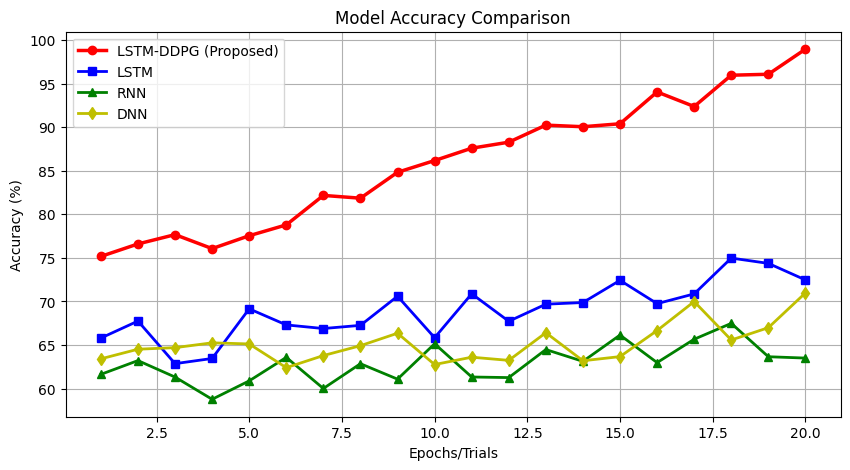 Model Accuracy Comparison
LSTM-DDPG (Proposed)
LSTM
RNN
DNN
Accuracy (%)
100
95
90
85
80
75
70
65
60
2.5 5.0 7.5 10.0 12.5 15.0 17.5 20.0
Epochs/Trials